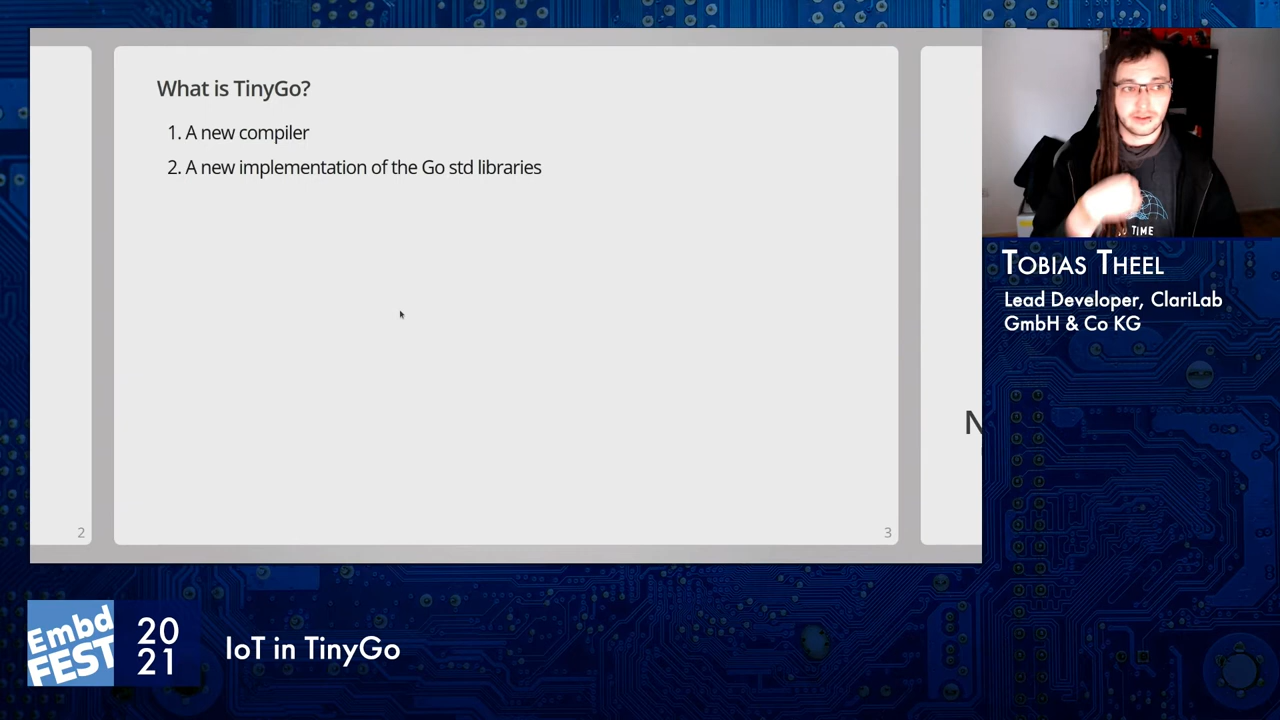 What is TinyGo?
1. A new compiler
2. A new implementation of the Go std libraries
2
3
N
TIME
TOBIAS THEEL
Lead Developer, ClariLab
GmbH & Co KG
Embd
FEST
20
21
IoT in TinyGo